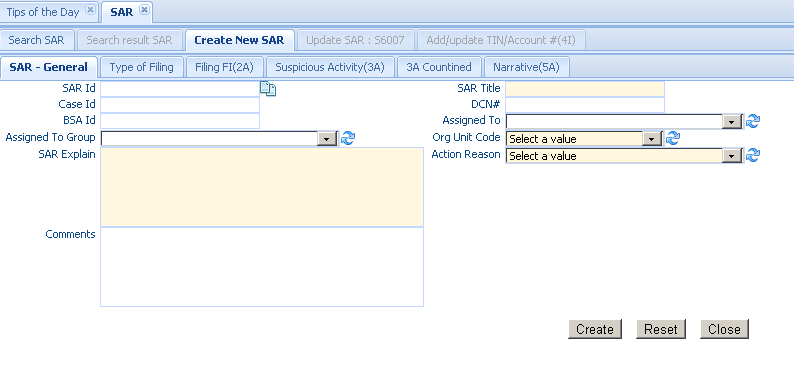 Tips of the Day SAR
Search SAR Search result SAR Create New SAR Update SAR : S6007 Add/update TIN/Account #(4I)
SAR - General Type of Filing Filing FI(2A) Suspicious Activity(3A) 3A Countined Narrative(5A)
SAR Id SAR Title
Case Id DCN#
BSA Id Assigned To
Assigned To Group Org Unit Code Select a value
SAR Explain Action Reason Select a value
Comments
Create Reset Close